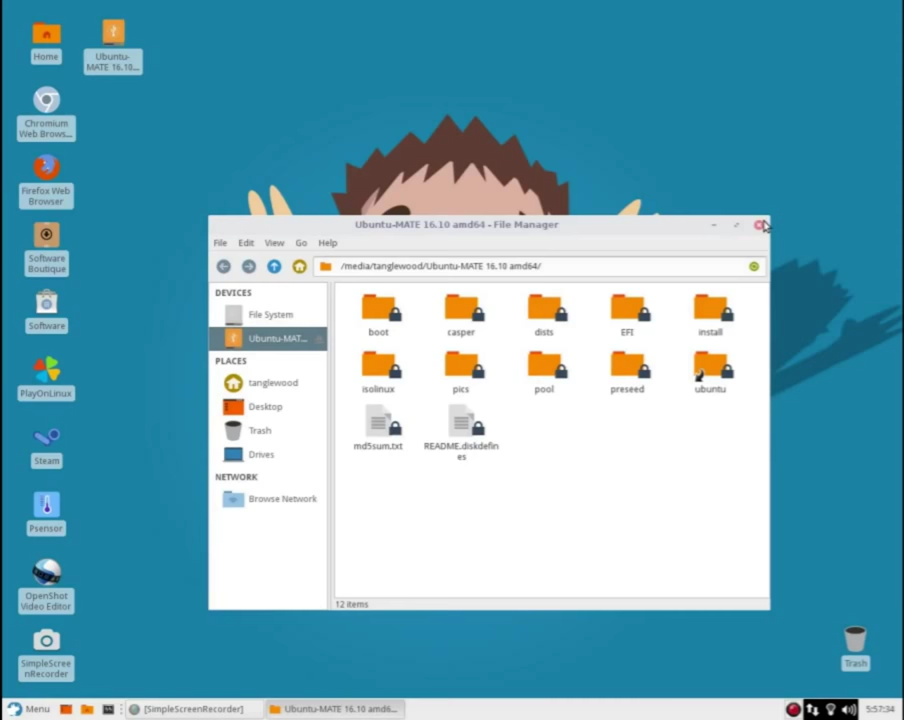 Home
Ubuntu-
MATE 16.10...
Chromium
Web Brows...
Firefox Web
Browser
Software
Boutique
Software
PlayOnLinux
Steam
Psensor
OpenShot
Video Editor
SimpleScree
nRecorder
Ubuntu-MATE 16.10 amd64 - File Manager
File Edit View Go Help
/media/tanglewood/Ubuntu-MATE 16.10 amd64/
DEVICES
File System
Ubuntu-MAT...
PLACES
tanglewood
Desktop
Trash
Drives
NETWORK
Browse Network
boot casper dists EFI install
isolinux pics pool preseed ubuntu
md5sum.txt README.diskdefin
es
12 items
Trash
Menu [SimpleScreenRecorder] Ubuntu-MATE 16.10 amd6... 5:57:34